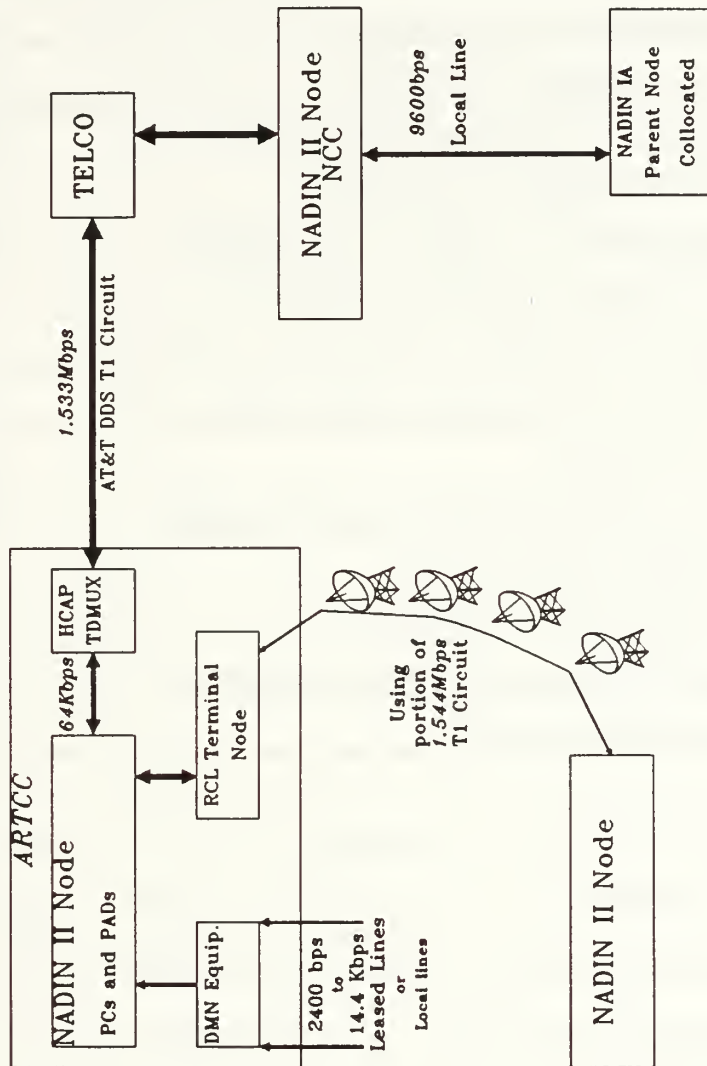 ARTCC
NADIN II Node
PCs and PADs
64Kbps
HCAP
TDMUX
1.533Mbps
AT&T DDS T1 Circuit
TELCO
DMN Equip.
RCL Terminal
Node
2400 bps
to
14.4 Kbps
Leased Lines
or
Local lines
Using
portion of
1.544Mbps
T1 Circuit
NADIN II Node
NADIN II Node
NCC
9600bps
Local Line
NADIN IA
Parent Node
Collocated